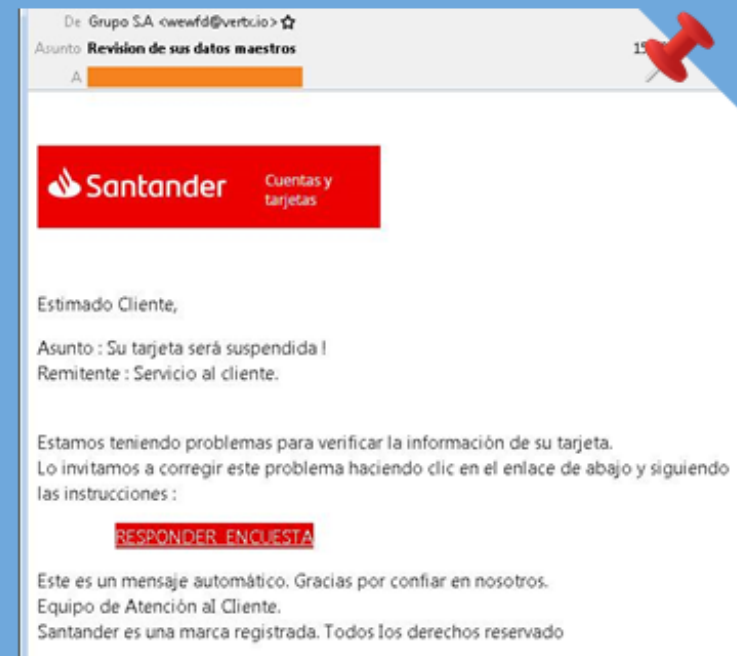 De Grupo S.A <wewfd@vertx.io>
Asunto Revision de sus datos maestros
A
Santander
Cuentas y
tarjetas
Estimado Cliente,
Asunto : Su tarjeta será suspendida !
Remitente : Servicio al cliente.
Estamos teniendo problemas para verificar la información de su tarjeta.
Lo invitamos a corregir este problema haciendo clic en el enlace de abajo y siguiendo
las instrucciones :
RESPONDER ENCUESTA
Este es un mensaje automático. Gracias por confiar en nosotros.
Equipo de Atención al Cliente.
Santander es una marca registrada. Todos los derechos reservado